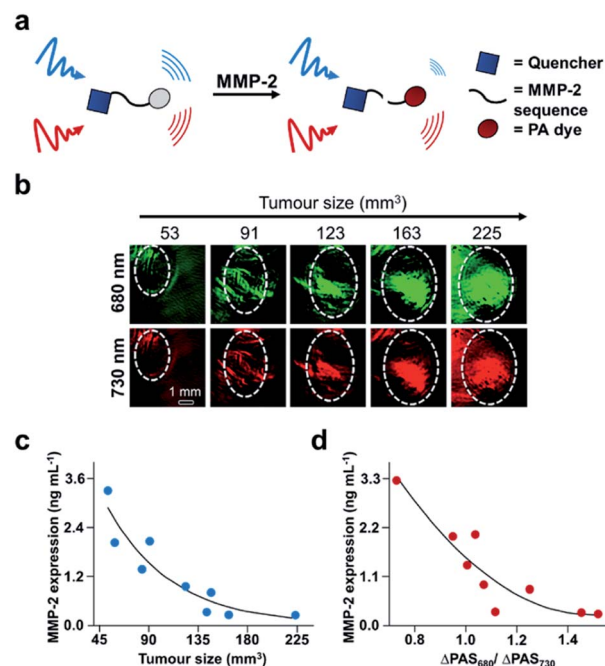 a
MMP-2
= Quencher
= MMP-2
sequence
= PA dye
b
Tumour size (mm³)
53 91 123 163 225
680 nm
730 nm
1 mm
c
MMP-2 expression (ng mL⁻¹)
3.6
2.4
1.2
0.0
45 90 135 180 225
Tumour size (mm³)
d
MMP-2 expression (ng mL⁻¹)
3.3
2.2
1.1
0.0
0.8 1.0 1.2 1.4
ΔPAS₆₈₀/ ΔPAS₇₃₀